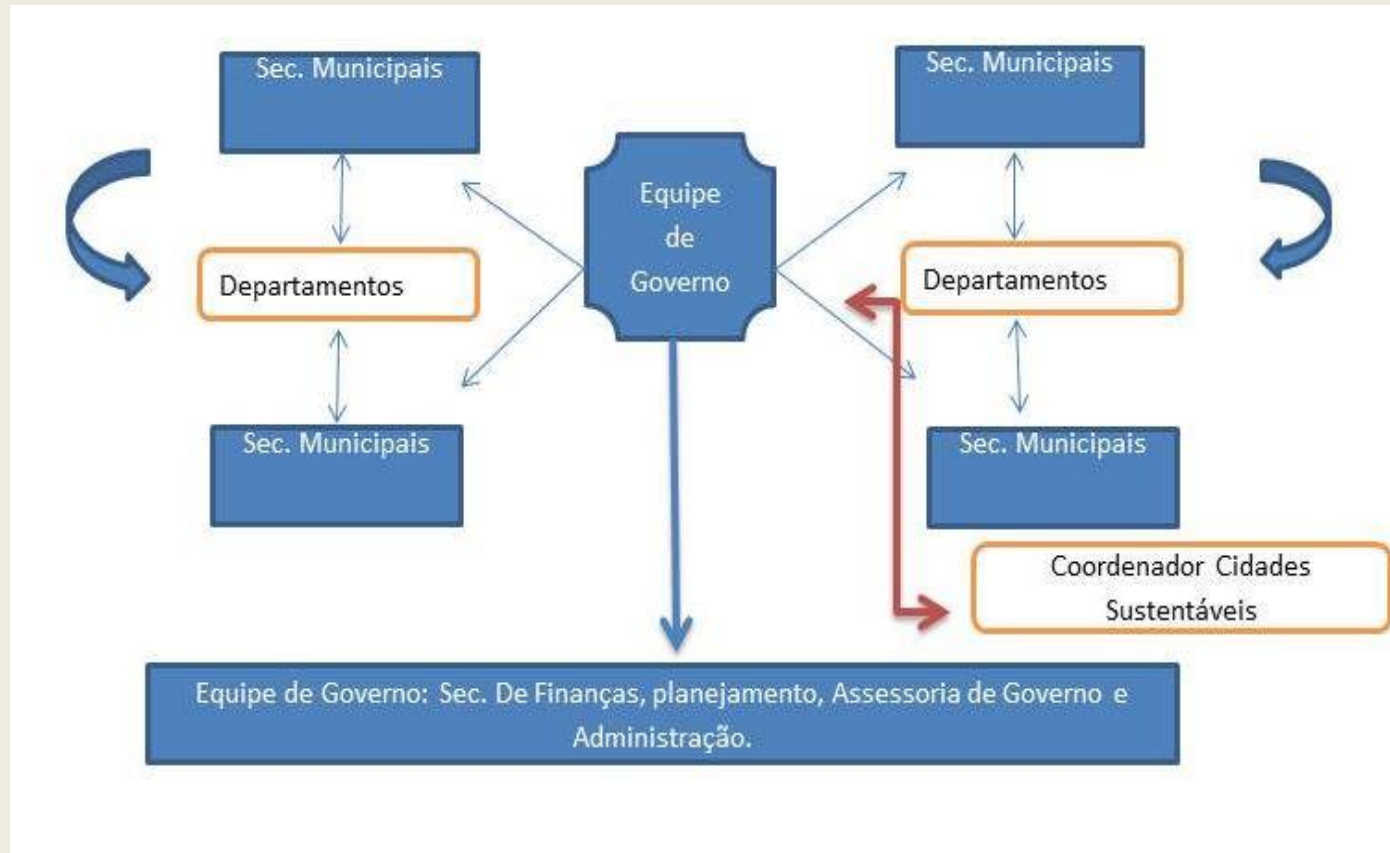 Sec. Municipais
Sec. Municipais
Equipe
de
Governo
Departamentos
Departamentos
Sec. Municipais
Sec. Municipais
Coordenador Cidades
Sustentáveis
Equipe de Governo: Sec. De Finanças, planejamento, Assessoria de Governo e
Administração.